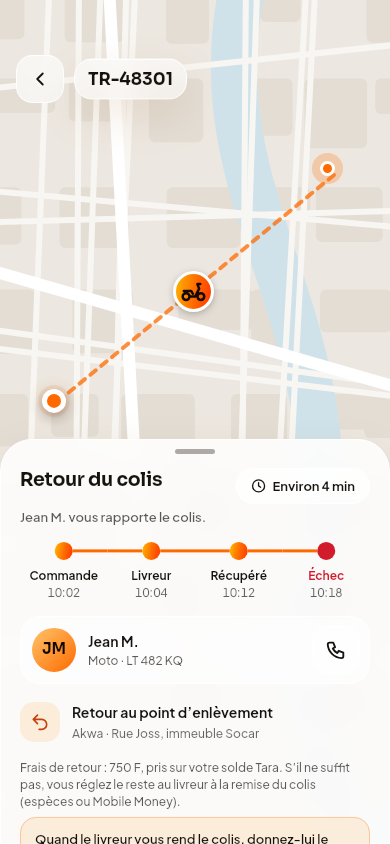 TR-48301
Retour du colis
Environ 4 min
Jean M. vous rapporte le colis.
Commande
Livreur
Récupéré
Échec
10:02
10:04
10:12
10:18
JM
Jean M.
Moto · LT 482 KQ
Retour au point d’enlèvement
Akwa · Rue Joss, immeuble Socar
Frais de retour : 750 F, pris sur votre solde Tara. S’il ne suffit
pas, vous réglez le reste au livreur à la remise du colis
(espèces ou Mobile Money).
Quand le livreur vous rend le colis, donnez-lui le